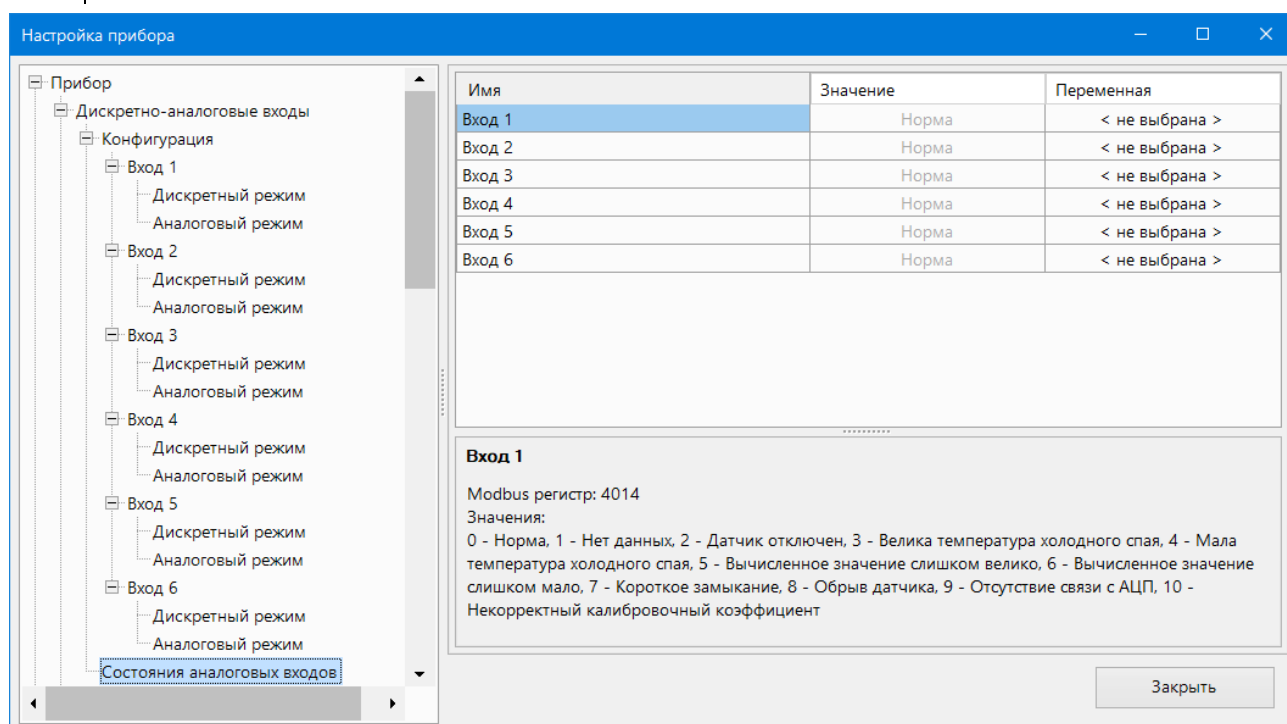 Настройка прибора
Прибор
Дискретно-аналоговые входы
Конфигурация
Вход 1
Дискретный режим
Аналоговый режим
Вход 2
Дискретный режим
Аналоговый режим
Вход 3
Дискретный режим
Аналоговый режим
Вход 4
Дискретный режим
Аналоговый режим
Вход 5
Дискретный режим
Аналоговый режим
Вход 6
Дискретный режим
Аналоговый режим
Состояния аналоговых входов
Имя Значение Переменная
Вход 1 Норма < не выбрана >
Вход 2 Норма < не выбрана >
Вход 3 Норма < не выбрана >
Вход 4 Норма < не выбрана >
Вход 5 Норма < не выбрана >
Вход 6 Норма < не выбрана >
Вход 1
Modbus регистр: 4014
Значения:
0 - Норма, 1 - Нет данных, 2 - Датчик отключен, 3 - Велика температура холодного спая, 4 - Мала
температура холодного спая, 5 - Вычисленное значение слишком велико, 6 - Вычисленное значение
слишком мало, 7 - Короткое замыкание, 8 - Обрыв датчика, 9 - Отсутствие связи с АЦП, 10 -
Некорректный калибровочный коэффициент
Закрыть